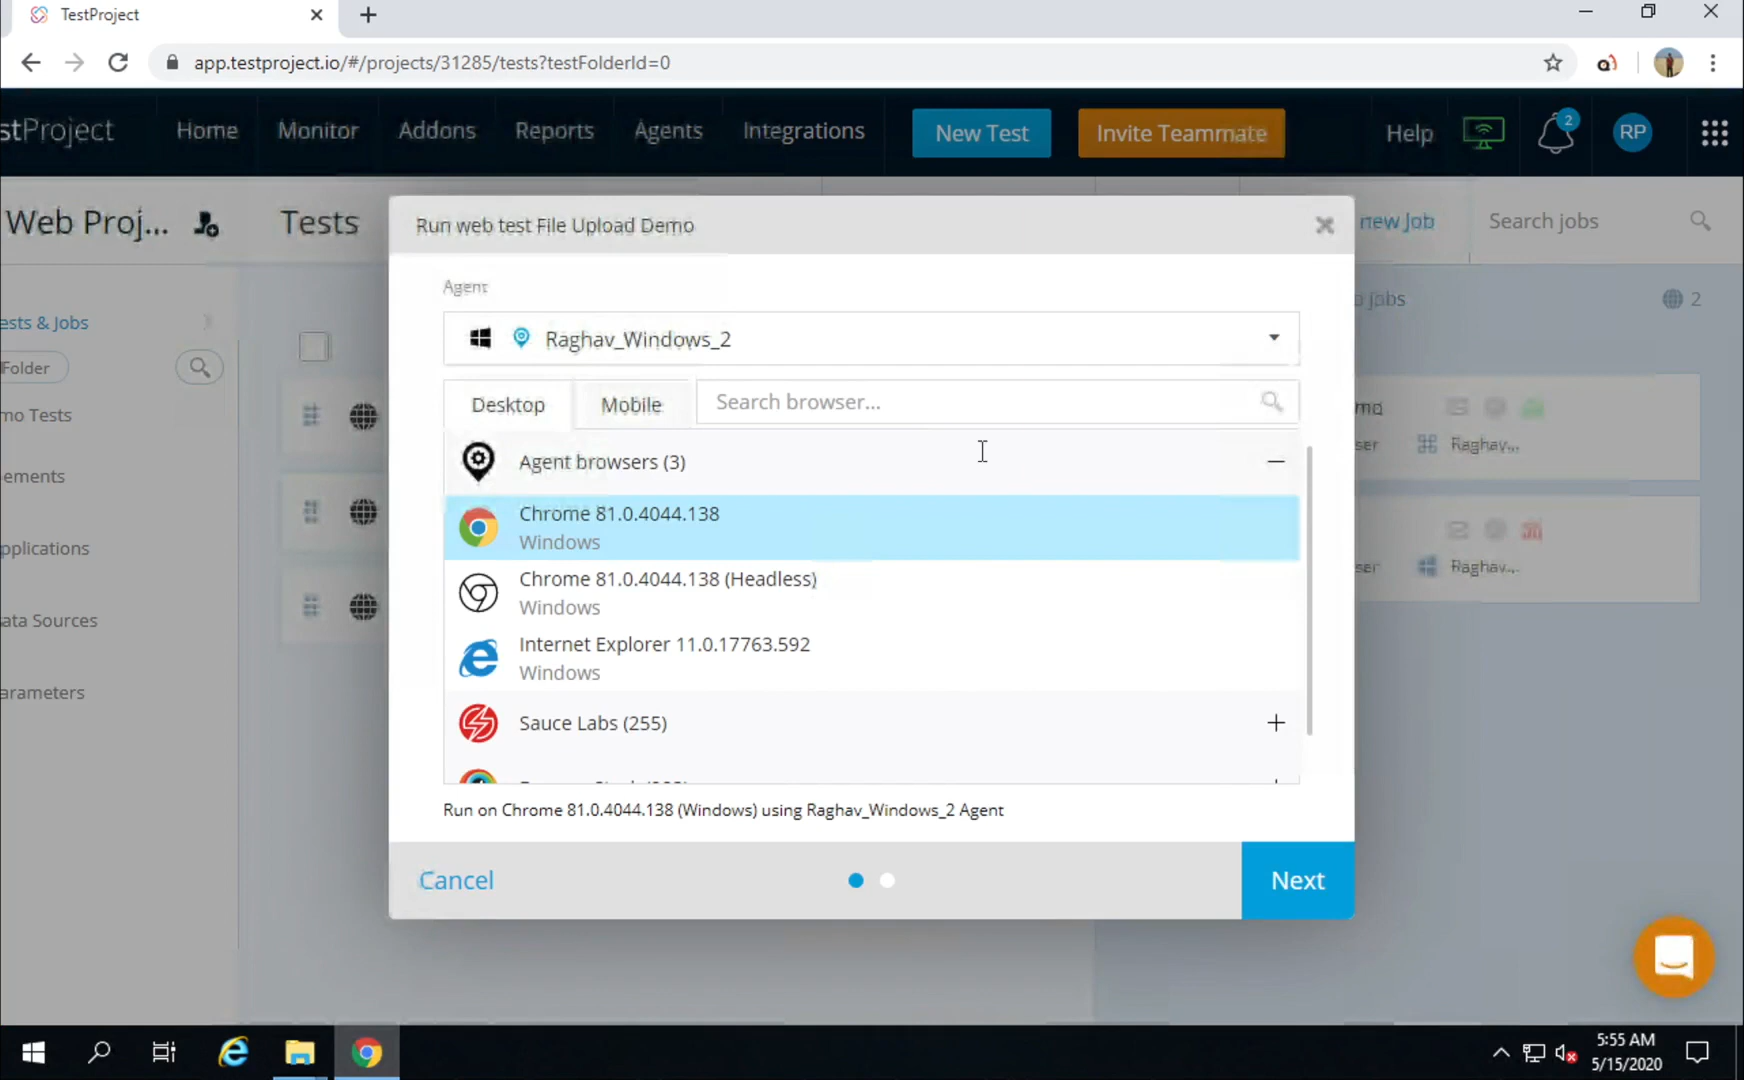 TestProject
app.testproject.io/#/projects/31285/tests?testFolderId=0
stProject Home Monitor Addons Reports Agents Integrations New Test Invite Teammate Help 2 RP
Web Proj... Tests
Run web test File Upload Demo
new Job Search jobs
Agent
jobs 2
ests & Jobs
Raghav_Windows_2
Folder
Desktop Mobile Search browser...
mo Tests
mo
ser Raghav...
Agent browsers (3)
ements
Chrome 81.0.4044.138
Windows
pplications
ser Raghav...
Chrome 81.0.4044.138 (Headless)
Windows
ata Sources
Internet Explorer 11.0.17763.592
Windows
arameters
Sauce Labs (255)
Run on Chrome 81.0.4044.138 (Windows) using Raghav_Windows_2 Agent
Cancel Next
5:55 AM
5/15/2020